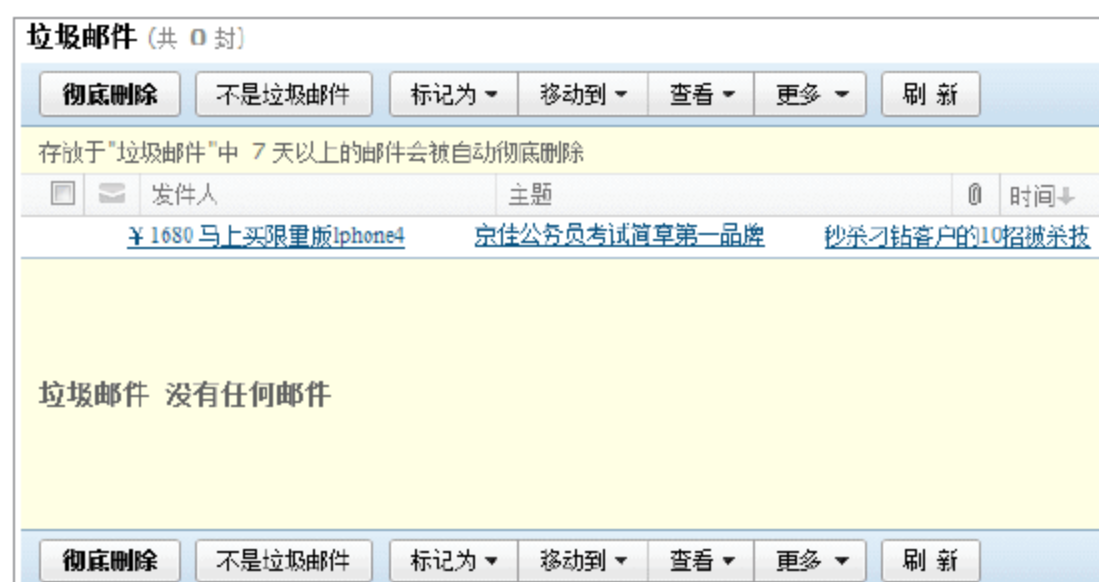 垃圾邮件 (共 0 封)
彻底删除 不是垃圾邮件 标记为 移动到 查看 更多 刷 新
存放于"垃圾邮件"中 7 天以上的邮件会被自动彻底删除
发件人 主题 时间
¥ 1680 马上买限量版Iphone4 京佳公务员考试简章第一品牌 秒杀刁钻客户的10招被杀技
垃圾邮件 没有任何邮件
彻底删除 不是垃圾邮件 标记为 移动到 查看 更多 刷 新